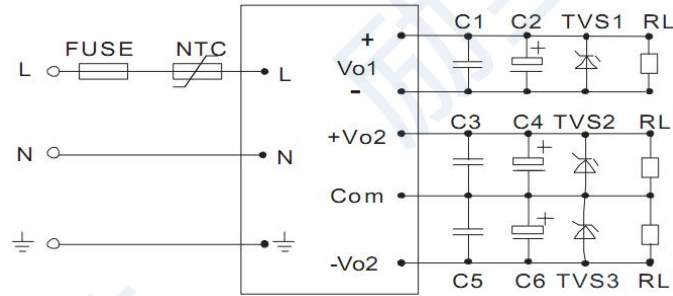 C1 C2 TVS1 RL
FUSE NTC +
L L Vo1
-
C3 C4 TVS2 RL
N N +Vo2
Com
-Vo2
C5 C6 TVS3 RL